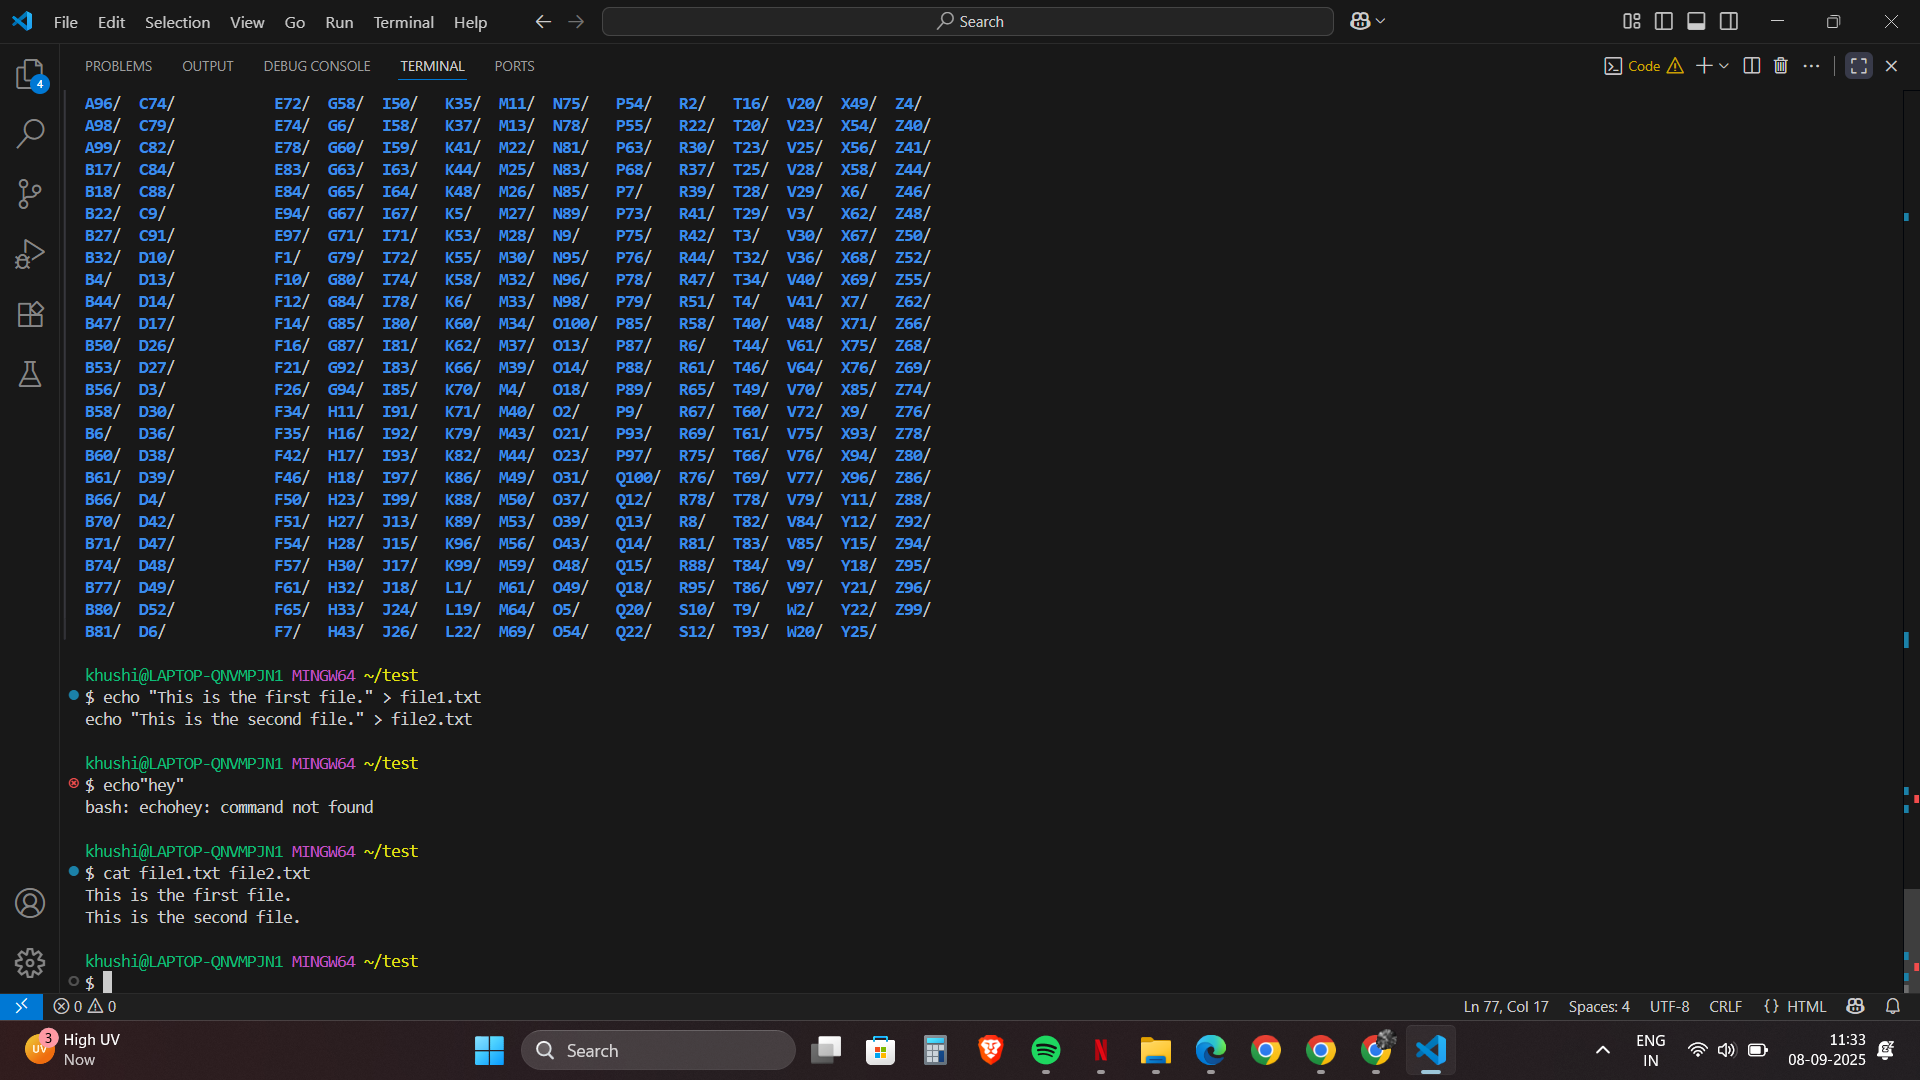 File Edit Selection View Go Run Terminal Help Search
PROBLEMS OUTPUT DEBUG CONSOLE TERMINAL PORTS Code
4
A96/ C74/ E72/ G58/ I50/ K35/ M11/ N75/ P54/ R2/ T16/ V20/ X49/ Z4/
A98/ C79/ E74/ G6/ I58/ K37/ M13/ N78/ P55/ R22/ T20/ V23/ X54/ Z40/
A99/ C82/ E78/ G60/ I59/ K41/ M22/ N81/ P63/ R30/ T23/ V25/ X56/ Z41/
B17/ C84/ E83/ G63/ I63/ K44/ M25/ N83/ P68/ R37/ T25/ V28/ X58/ Z44/
B18/ C88/ E84/ G65/ I64/ K48/ M26/ N85/ P7/ R39/ T28/ V29/ X6/ Z46/
B22/ C9/ E94/ G67/ I67/ K5/ M27/ N89/ P73/ R41/ T29/ V3/ X62/ Z48/
B27/ C91/ E97/ G71/ I71/ K53/ M28/ N9/ P75/ R42/ T3/ V30/ X67/ Z50/
B32/ D10/ F1/ G79/ I72/ K55/ M30/ N95/ P76/ R44/ T32/ V36/ X68/ Z52/
B4/ D13/ F10/ G80/ I74/ K58/ M32/ N96/ P78/ R47/ T34/ V40/ X69/ Z55/
B44/ D14/ F12/ G84/ I78/ K6/ M33/ N98/ P79/ R51/ T4/ V41/ X7/ Z62/
B47/ D17/ F14/ G85/ I80/ K60/ M34/ O100/ P85/ R58/ T40/ V48/ X71/ Z66/
B50/ D26/ F16/ G87/ I81/ K62/ M37/ O13/ P87/ R6/ T44/ V61/ X75/ Z68/
B53/ D27/ F21/ G92/ I83/ K66/ M39/ O14/ P88/ R61/ T46/ V64/ X76/ Z69/
B56/ D3/ F26/ G94/ I85/ K70/ M4/ O18/ P89/ R65/ T49/ V70/ X85/ Z74/
B58/ D30/ F34/ H11/ I91/ K71/ M40/ O2/ P9/ R67/ T60/ V72/ X9/ Z76/
B6/ D36/ F35/ H16/ I92/ K79/ M43/ O21/ P93/ R69/ T61/ V75/ X93/ Z78/
B60/ D38/ F42/ H17/ I93/ K82/ M44/ O23/ P97/ R75/ T66/ V76/ X94/ Z80/
B61/ D39/ F46/ H18/ I97/ K86/ M49/ O31/ Q100/ R76/ T69/ V77/ X96/ Z86/
B66/ D4/ F50/ H23/ I99/ K88/ M50/ O37/ Q12/ R78/ T78/ V79/ Y11/ Z88/
B70/ D42/ F51/ H27/ J13/ K89/ M53/ O39/ Q13/ R8/ T82/ V84/ Y12/ Z92/
B71/ D47/ F54/ H28/ J15/ K96/ M56/ O43/ Q14/ R81/ T83/ V85/ Y15/ Z94/
B74/ D48/ F57/ H30/ J17/ K99/ M59/ O48/ Q15/ R88/ T84/ V9/ Y18/ Z95/
B77/ D49/ F61/ H32/ J18/ L1/ M61/ O49/ Q18/ R95/ T86/ V97/ Y21/ Z96/
B80/ D52/ F65/ H33/ J24/ L19/ M64/ O5/ Q20/ S10/ T9/ W2/ Y22/ Z99/
B81/ D6/ F7/ H43/ J26/ L22/ M69/ O54/ Q22/ S12/ T93/ W20/ Y25/
khushi@LAPTOP-QNVMPJN1 MINGW64 ~/test
$ echo "This is the first file." > file1.txt
echo "This is the second file." > file2.txt
khushi@LAPTOP-QNVMPJN1 MINGW64 ~/test
$ echo"hey"
bash: echohey: command not found
khushi@LAPTOP-QNVMPJN1 MINGW64 ~/test
$ cat file1.txt file2.txt
This is the first file.
This is the second file.
khushi@LAPTOP-QNVMPJN1 MINGW64 ~/test
$
0 0 Ln 77, Col 17 Spaces: 4 UTF-8 CRLF {} HTML
UV 3 High UV
Now
Search
ENG
IN
11:33
08-09-2025